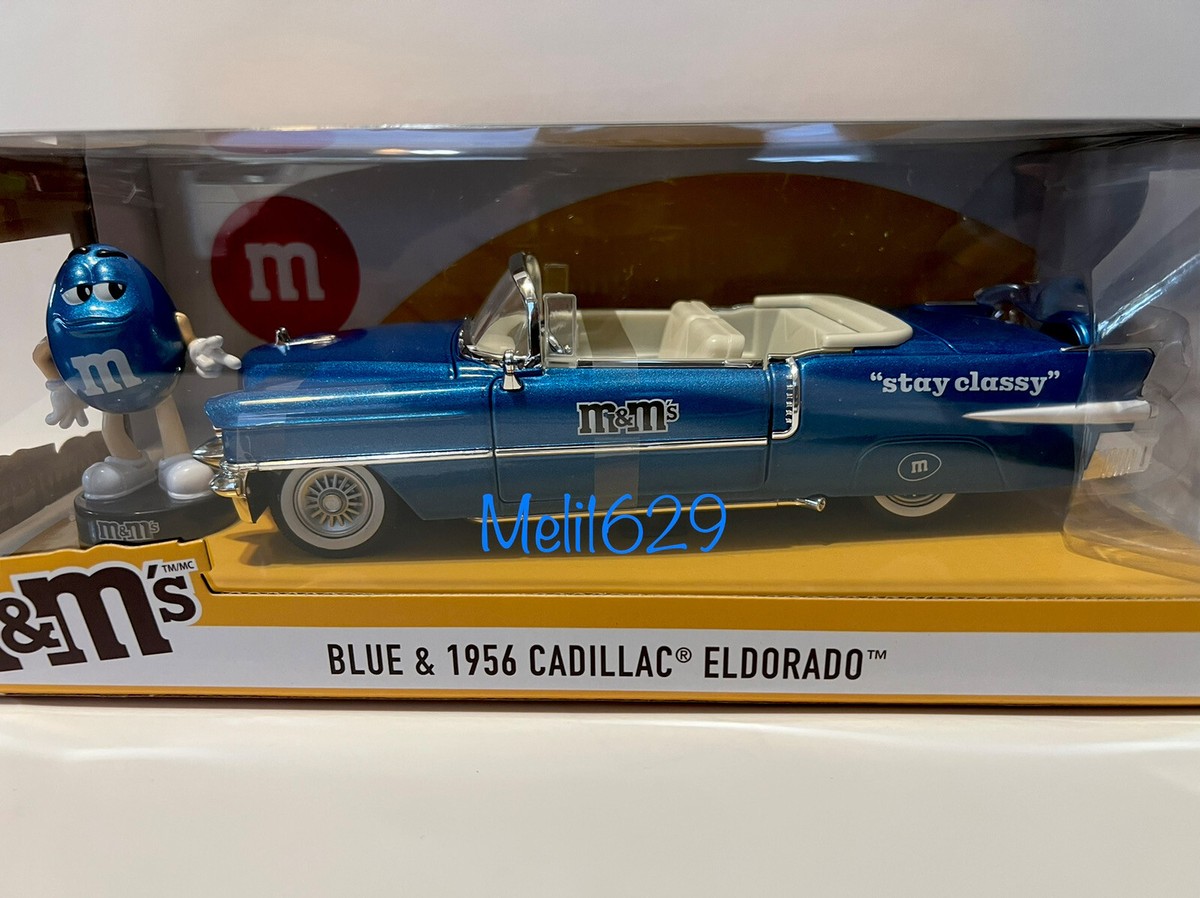 m
m
m&m's
"stay classy"
m
m&m's
Melil629
&m's TM/MC
BLUE & 1956 CADILLAC® ELDORADO™